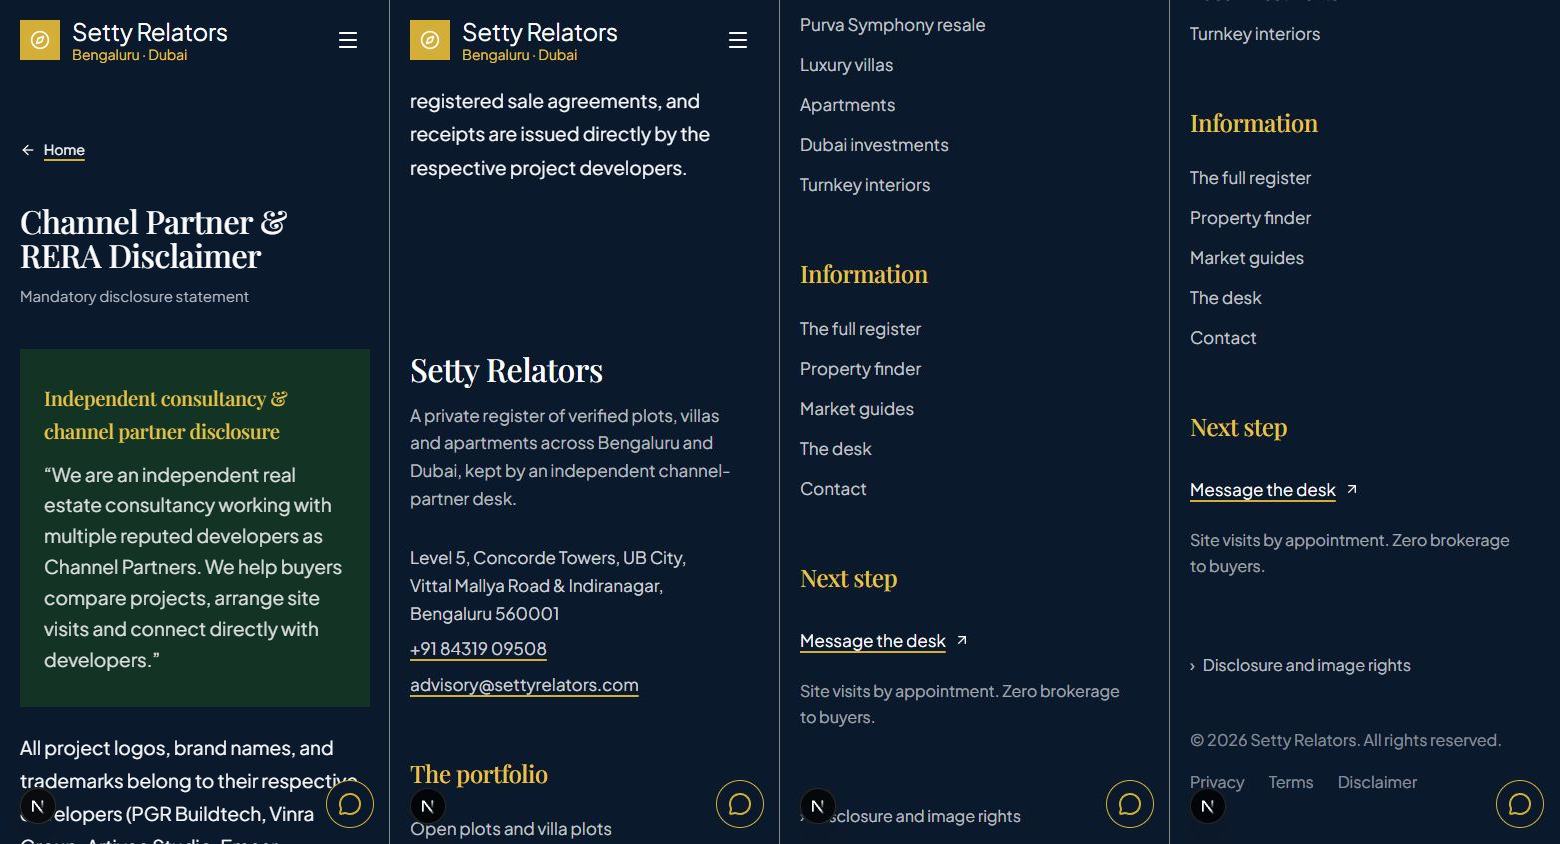 Setty Relators
Bengaluru · Dubai
← Home
Channel Partner &
RERA Disclaimer
Mandatory disclosure statement
Independent consultancy &
channel partner disclosure
“We are an independent real
estate consultancy working with
multiple reputed developers as
Channel Partners. We help buyers
compare projects, arrange site
visits and connect directly with
developers.”
All project logos, brand names, and
trademarks belong to their respective
developers (PGR Buildtech, Vinra
N
Setty Relators
Bengaluru · Dubai
registered sale agreements, and
receipts are issued directly by the
respective project developers.
Setty Relators
A private register of verified plots, villas
and apartments across Bengaluru and
Dubai, kept by an independent channel-
partner desk.
Level 5, Concorde Towers, UB City,
Vittal Mallya Road & Indiranagar,
Bengaluru 560001
+91 84319 09508
advisory@settyrelators.com
The portfolio
N
Open plots and villa plots
Purva Symphony resale
Luxury villas
Apartments
Dubai investments
Turnkey interiors
Information
The full register
Property finder
Market guides
The desk
Contact
Next step
Message the desk ↗
Site visits by appointment. Zero brokerage
to buyers.
N
sclosure and image rights
Turnkey interiors
Information
The full register
Property finder
Market guides
The desk
Contact
Next step
Message the desk ↗
Site visits by appointment. Zero brokerage
to buyers.
› Disclosure and image rights
© 2026 Setty Relators. All rights reserved.
Privacy Terms Disclaimer
N